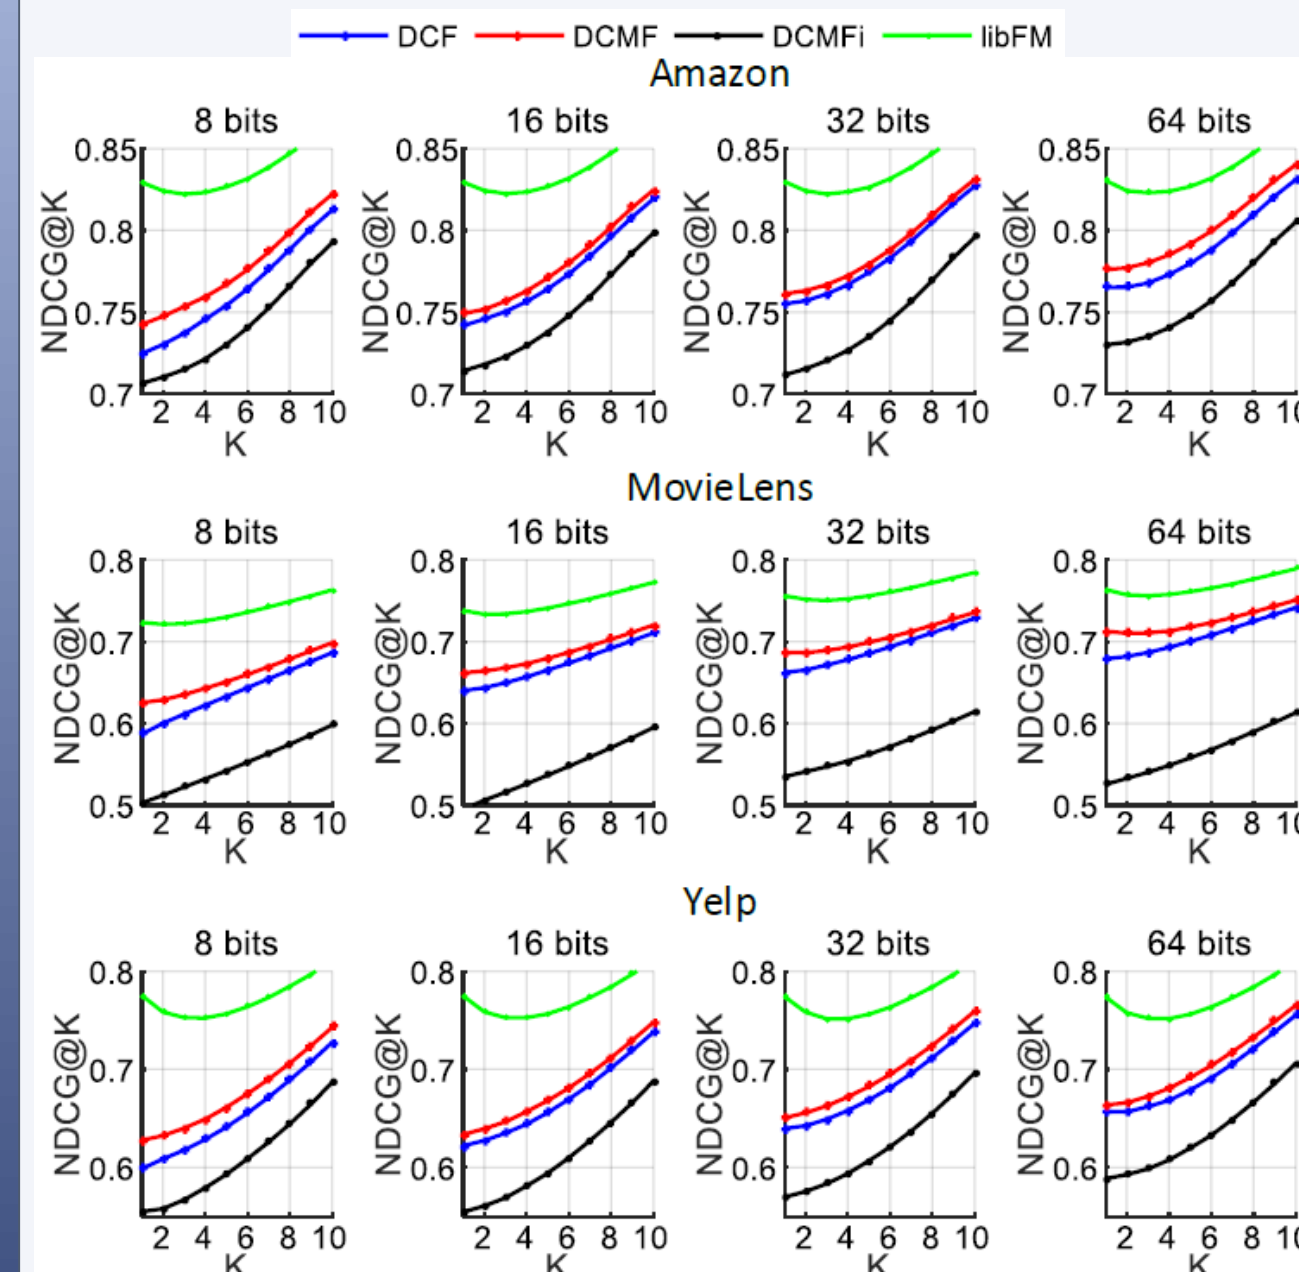 DCF DCMF DCMFi libFM
Amazon
8 bits 16 bits 32 bits 64 bits
0.85 0.85 0.85 0.85
NDCG@K NDCG@K NDCG@K NDCG@K
0.8 0.8 0.8 0.8
0.75 0.75 0.75 0.75
0.7 0.7 0.7 0.7
2 4 6 8 10 2 4 6 8 10 2 4 6 8 10 2 4 6 8 10
K K K K
MovieLens
8 bits 16 bits 32 bits 64 bits
0.8 0.8 0.8 0.8
NDCG@K NDCG@K NDCG@K NDCG@K
0.7 0.7 0.7 0.7
0.6 0.6 0.6 0.6
0.5 0.5 0.5 0.5
2 4 6 8 10 2 4 6 8 10 2 4 6 8 10 2 4 6 8 10
K K K K
Yelp
8 bits 16 bits 32 bits 64 bits
0.8 0.8 0.8 0.8
NDCG@K NDCG@K NDCG@K NDCG@K
0.7 0.7 0.7 0.7
0.6 0.6 0.6 0.6
2 4 6 8 10 2 4 6 8 10 2 4 6 8 10 2 4 6 8 10
K K K K